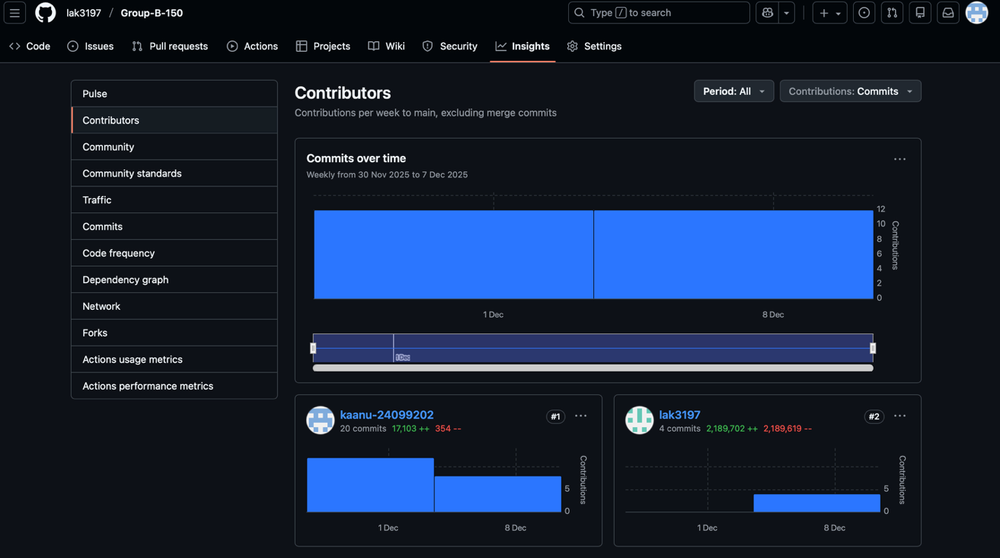 lak3197 / Group-B-150
Type / to search
Code Issues Pull requests Actions Projects Wiki Security Insights Settings
Pulse
Contributors
Community
Community standards
Traffic
Commits
Code frequency
Dependency graph
Network
Forks
Actions usage metrics
Actions performance metrics
Contributors
Period: All
Contributions: Commits
Contributions per week to main, excluding merge commits
Commits over time
Weekly from 30 Nov 2025 to 7 Dec 2025
12
10
8
6
4
2
0
Contributions
1 Dec
8 Dec
1 Dec
kaanu-24099202
#1
20 commits 17,103 ++ 354 --
5
0
Contributions
1 Dec
8 Dec
lak3197
#2
4 commits 2,189,702 ++ 2,189,619 --
5
0
Contributions
1 Dec
8 Dec